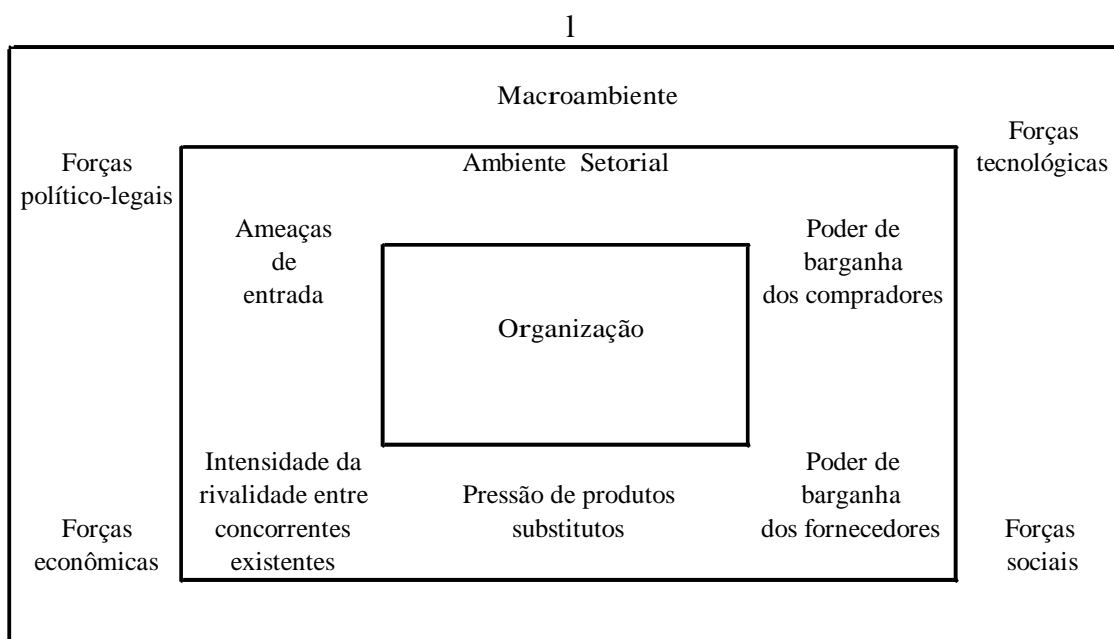 l
Macroambiente
Forças
político-legais
Ambiente Setorial
Forças
tecnológicas
Ameaças
de
entrada
Poder de
barganha
dos compradores
Organização
Intensidade da
rivalidade entre
concorrentes
existentes
Pressão de produtos
substitutos
Poder de
barganha
dos fornecedores
Forças
econômicas
Forças
sociais